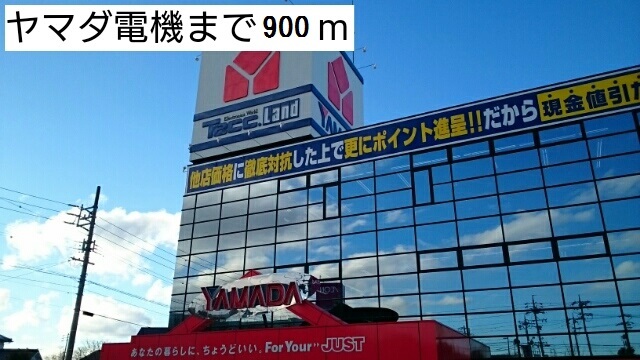 ヤマダ電機まで900m
Tecc.Land
YAMADA
他店価格に徹底対抗した上で更にポイント進呈!!だから現金値引
YAMADA
あなたの暮らしに、ちょうどいい。For Your JUST